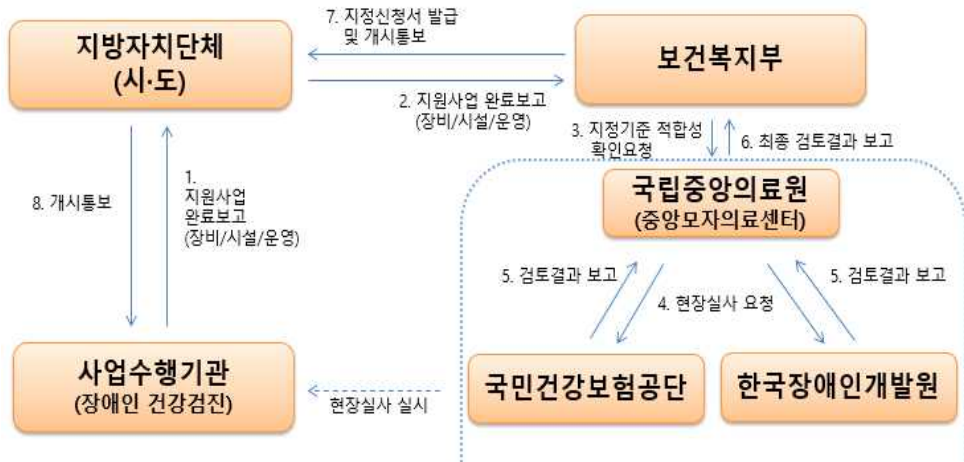 7. 지정신청서 발급
및 개시통보
지방자치단체
(시·도)
보건복지부
2. 지원사업 완료보고
(장비/시설/운영)
3. 지정기준 적합성
확인요청
6. 최종 검토결과 보고
8. 개시통보
1.
지원사업
완료보고
(장비/시설/운영)
국립중앙의료원
(중앙모자의료센터)
5. 검토결과 보고
4. 현장실사 요청
5. 검토결과 보고
사업수행기관
(장애인 건강검진)
현장실사 실시
국민건강보험공단
한국장애인개발원